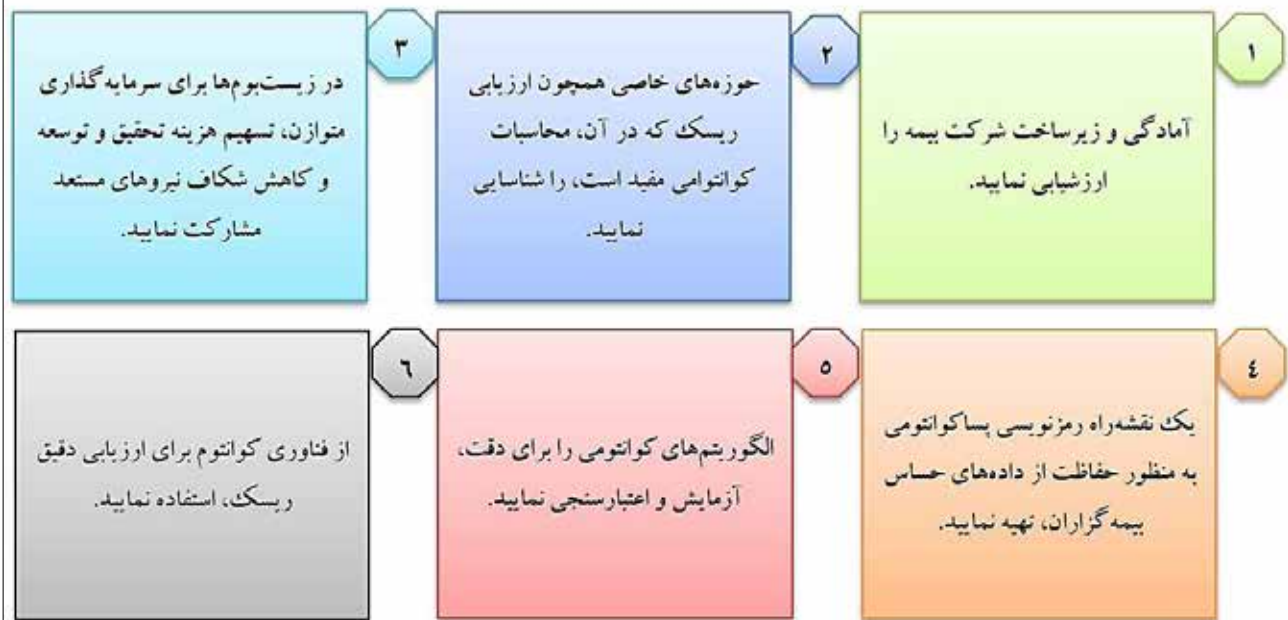 ۱
آمادگی و زیرساخت شرکت بیمه را
ارزشیابی نمایید.
۲
حوزه‌های خاصی همچون ارزیابی
ریسک که در آن، محاسبات
کوانتوامی مفید است، را شناسایی
نمایید.
۳
در زیست‌بوم‌ها برای سرمایه‌گذاری
متوازن، تسهیم هزینه تحقیق و توسعه
و کاهش شکاف نیروهای مستعد
مشارکت نمایید.
٤
یک نقشه‌راه رمزنویسی پساکوانتومی
به منظور حفاظت از داده‌های حساس
بیمه‌گزاران، تهیه نمایید.
٥
الگوریتم‌های کوانتومی را برای دقت،
آزمایش و اعتبارسنجی نمایید.
٦
از فناوری کوانتوم برای ارزیابی دقیق
ریسک، استفاده نمایید.